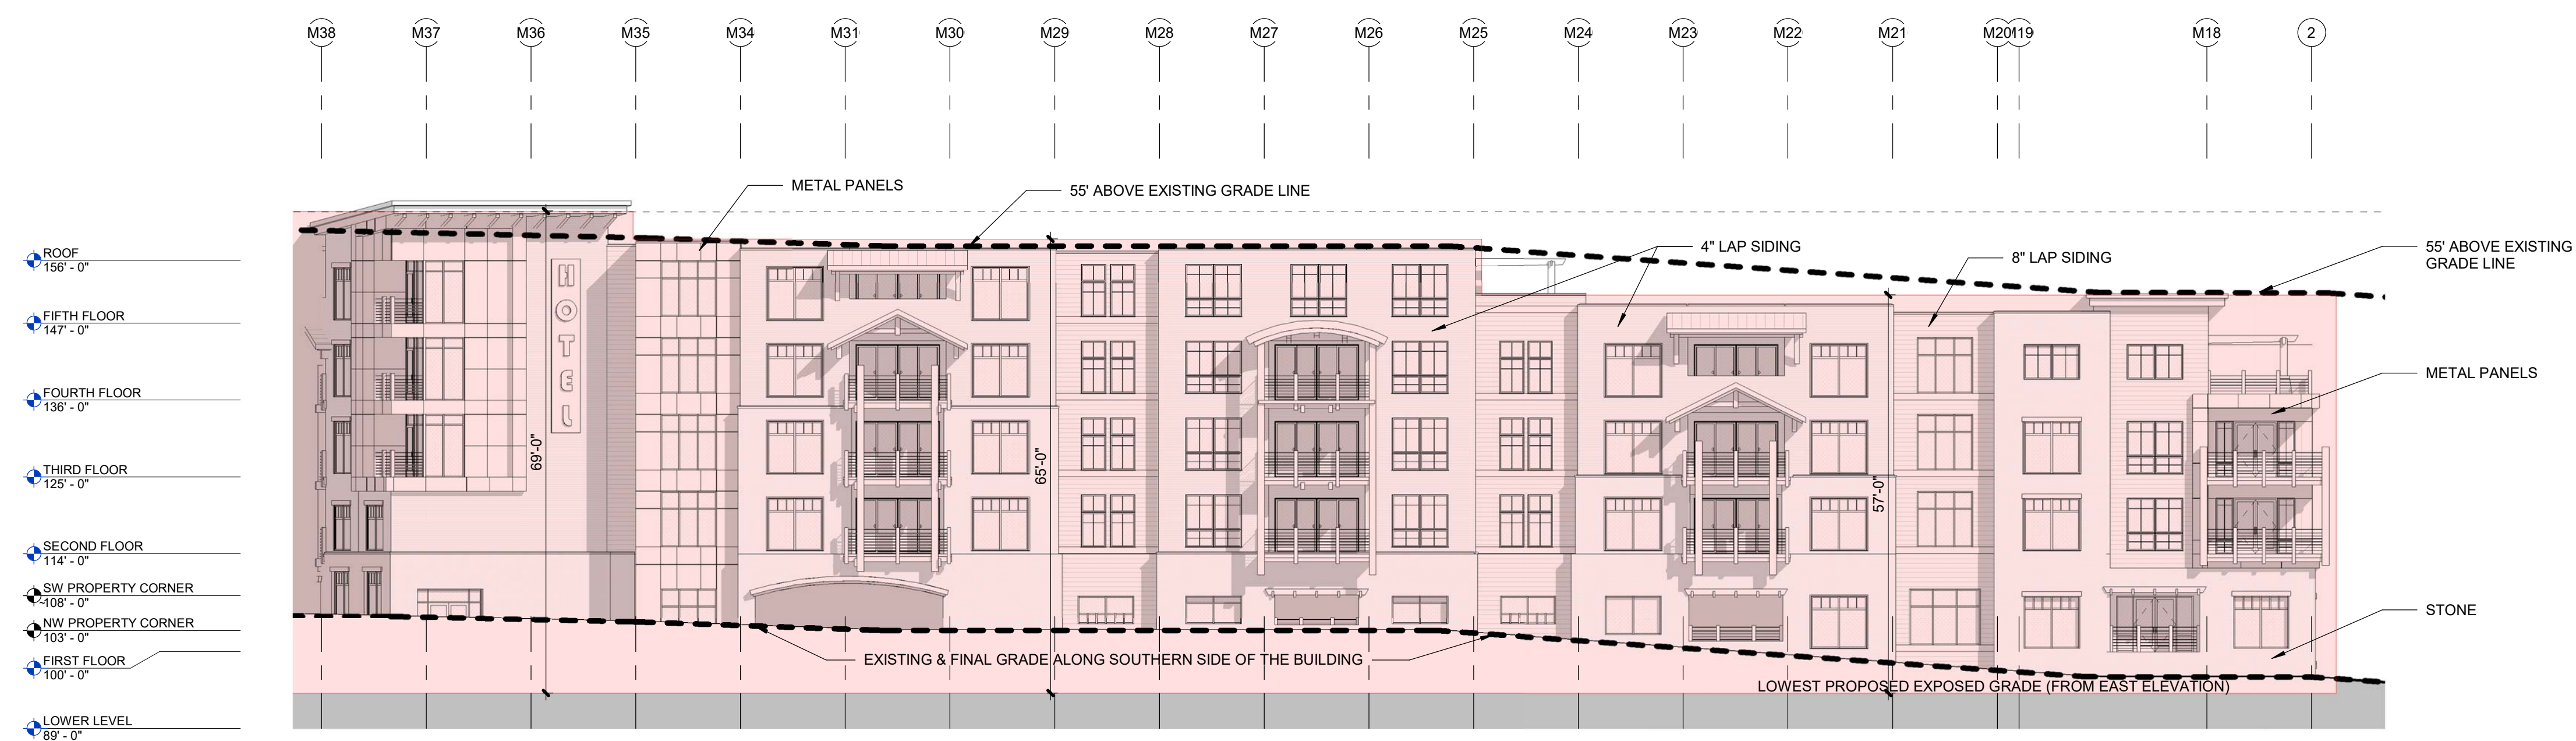 M38 M37 M36 M35 M34 M31 M30 M29 M28 M27 M26 M25 M24 M23 M22 M21 M20 M18 2
METAL PANELS
55' ABOVE EXISTING GRADE LINE
4" LAP SIDING
8" LAP SIDING
55' ABOVE EXISTING
GRADE LINE
ROOF
156' - 0"
FIFTH FLOOR
147' - 0"
HOTEL
METAL PANELS
FOURTH FLOOR
136' - 0"
69'-0"
65'-0"
57'-0"
THIRD FLOOR
125' - 0"
SECOND FLOOR
114' - 0"
SW PROPERTY CORNER
108' - 0"
NW PROPERTY CORNER
103' - 0"
STONE
FIRST FLOOR
100' - 0"
EXISTING & FINAL GRADE ALONG SOUTHERN SIDE OF THE BUILDING
LOWEST PROPOSED EXPOSED GRADE (FROM EAST ELEVATION)
LOWER LEVEL
89' - 0"